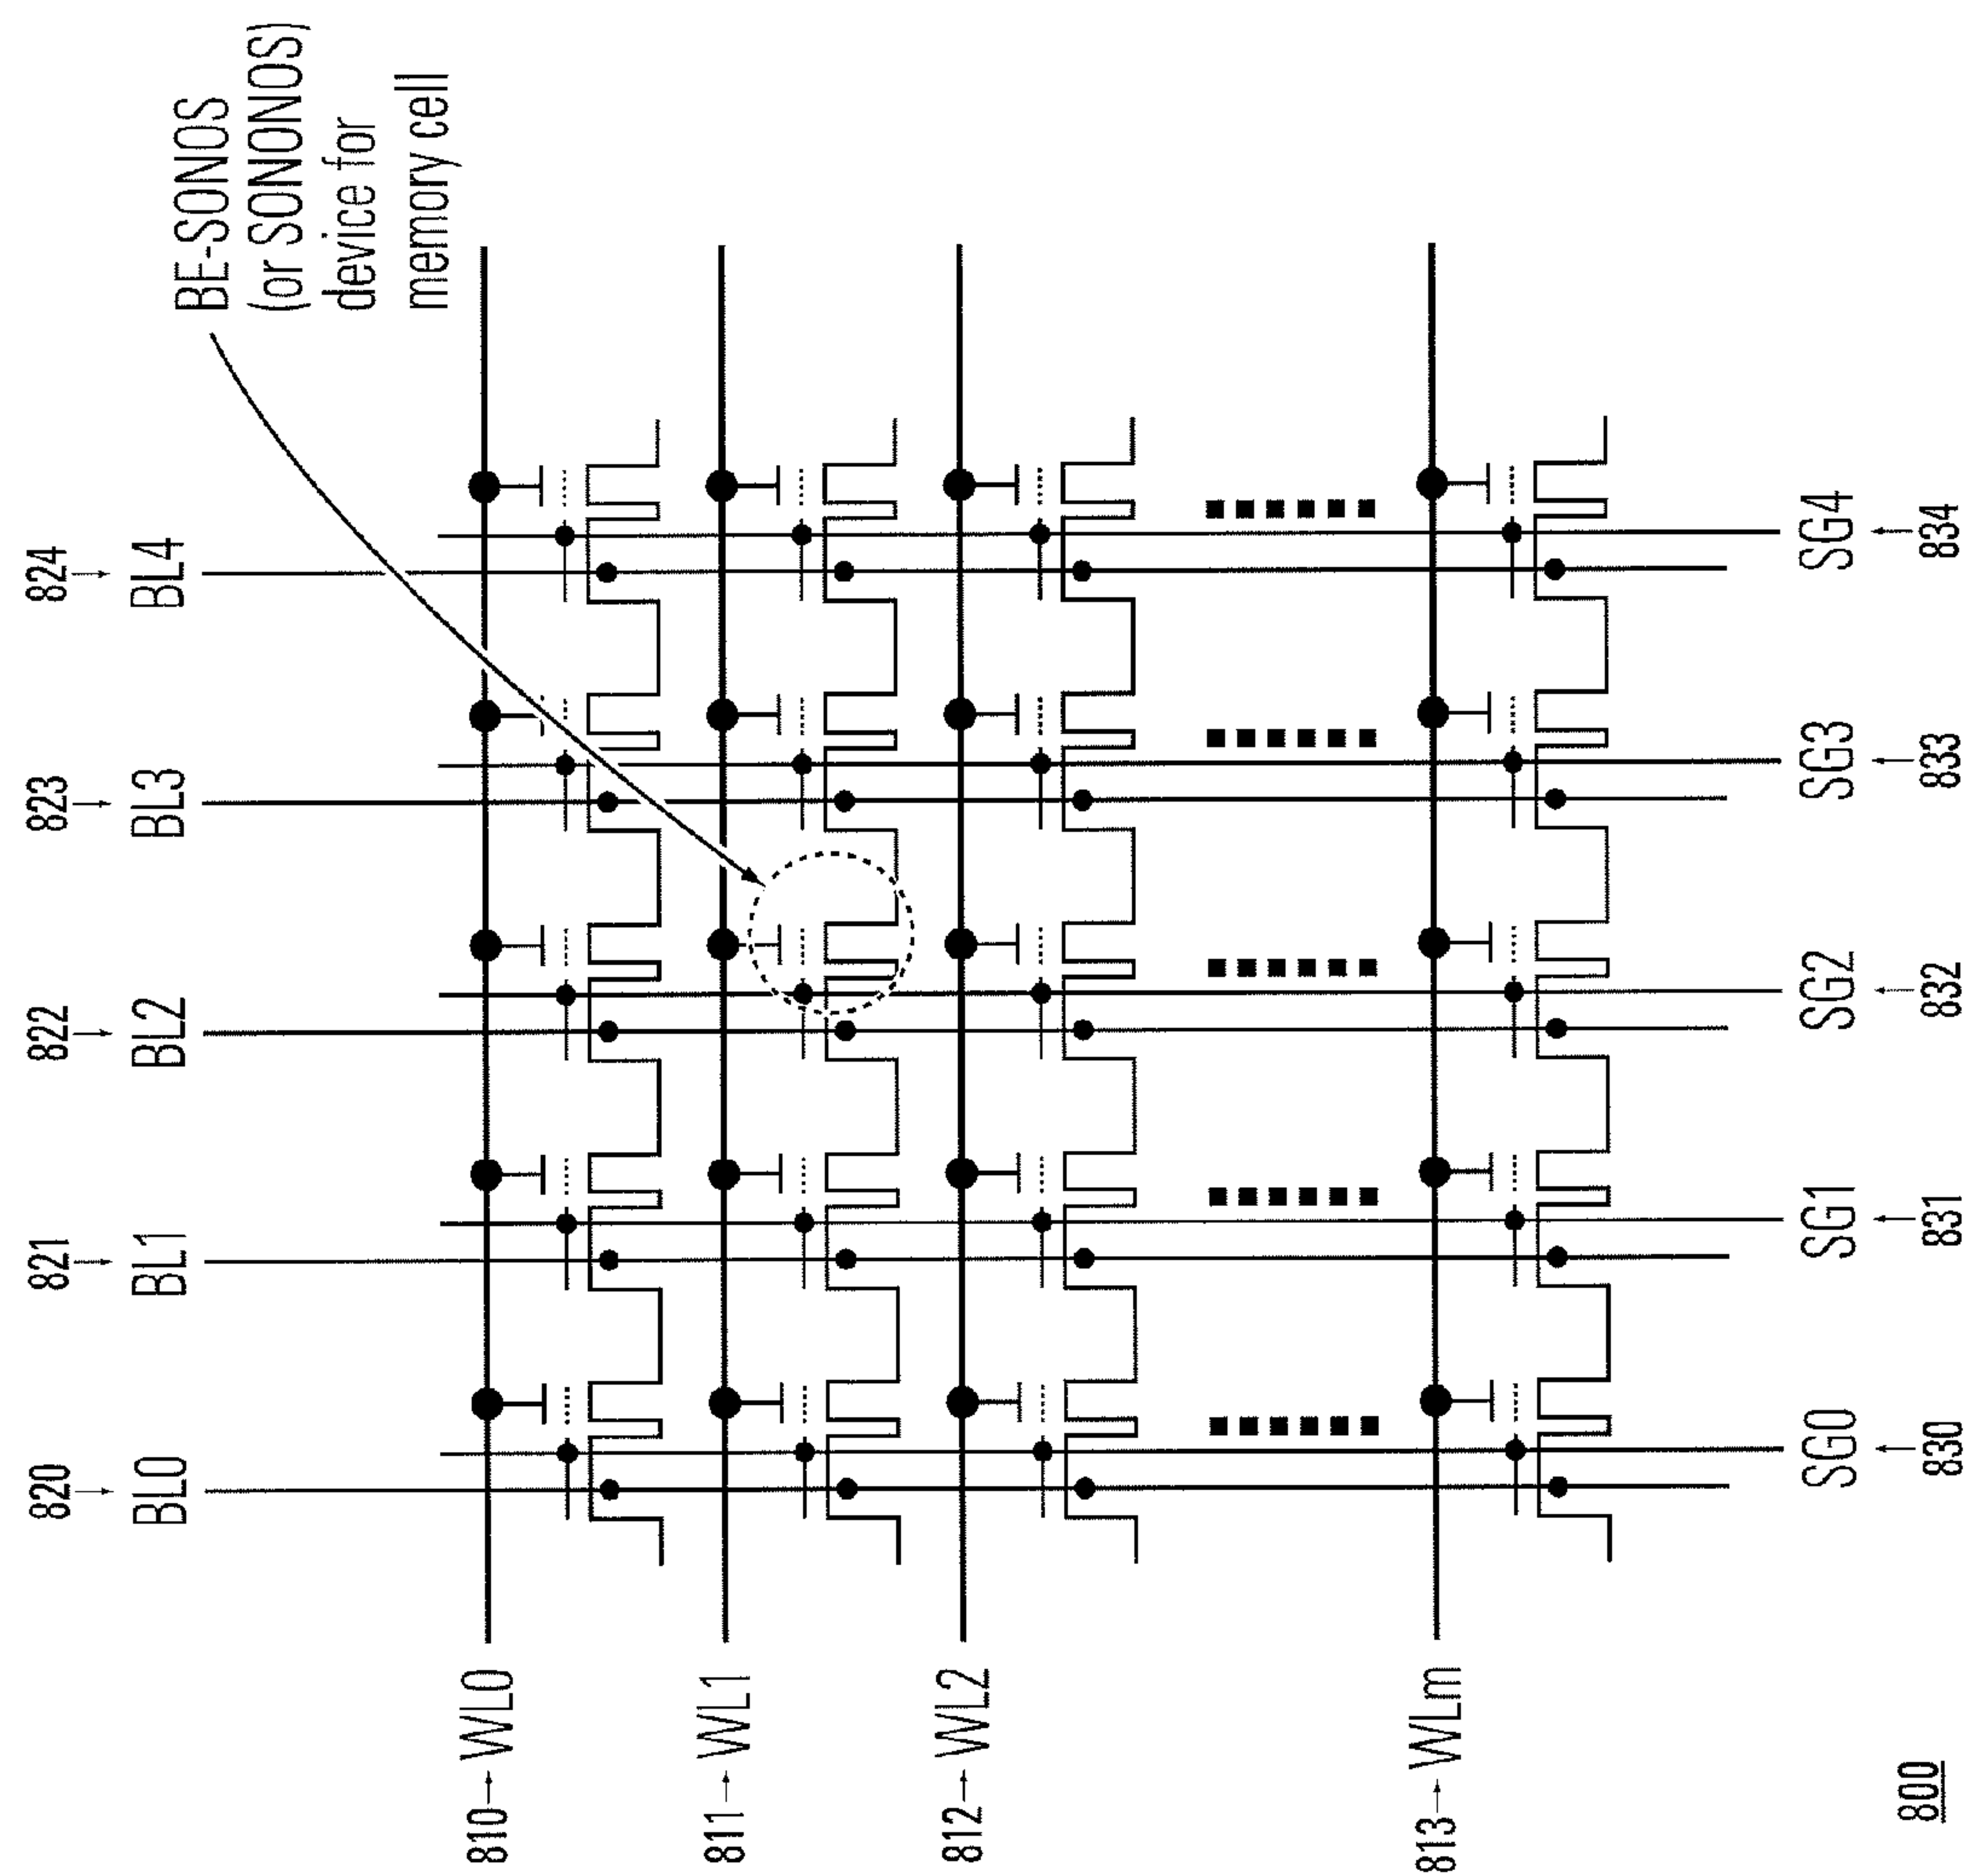 BE-SONOS
(or SONONOS)
device for
memory cell
810 WL0
811 WL1
812 WL2
813 WLm
820 821 822 823 824
BL0 BL1 BL2 BL3 BL4
SG0 SG1 SG2 SG3 SG4
830 831 832 833 834
800